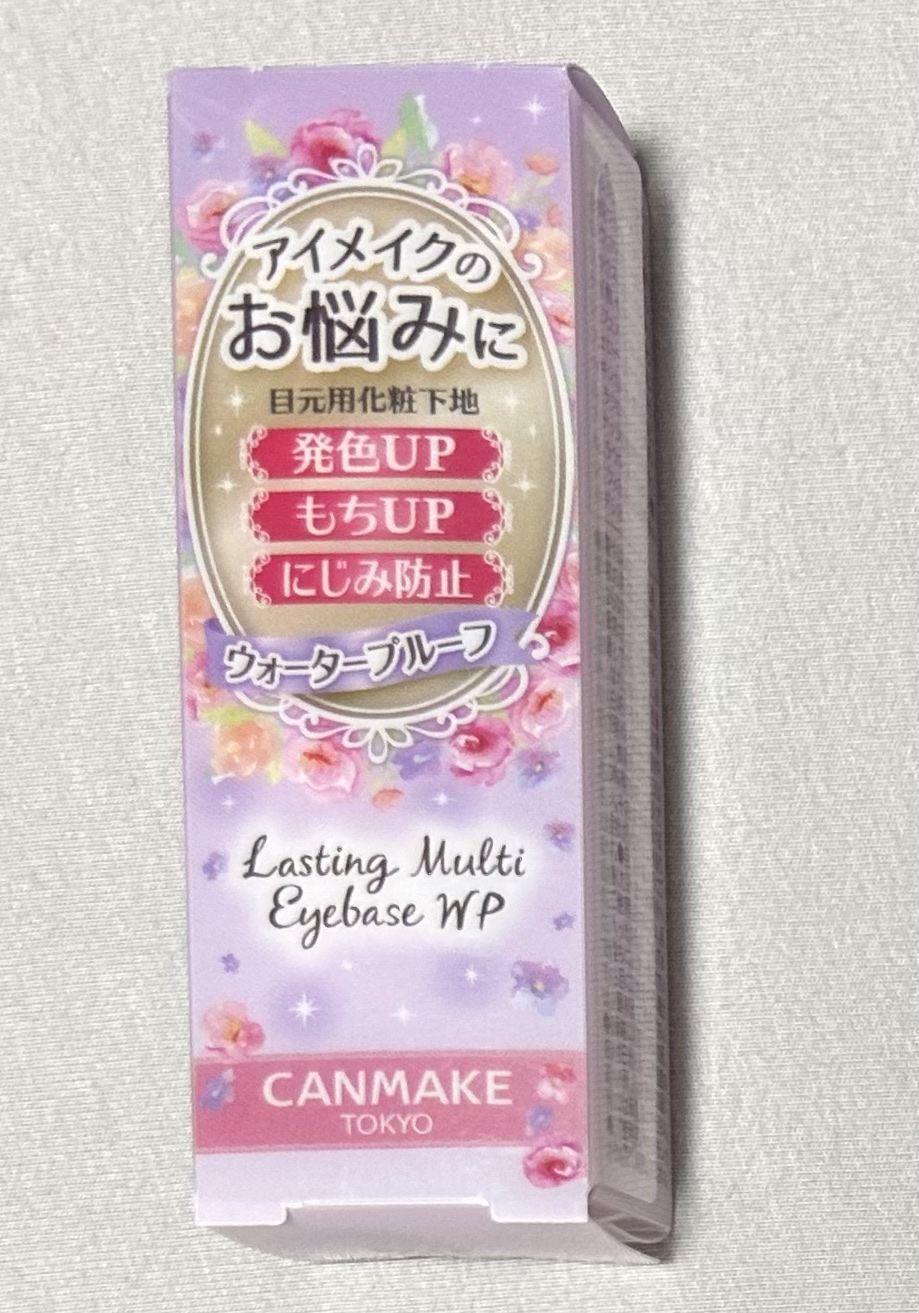 アイメイクの
お悩みに
目元用化粧下地
発色UP
もちUP
にじみ防止
ウォータープルーフ
Lasting Multi
Eyebase WP
CANMAKE
TOKYO